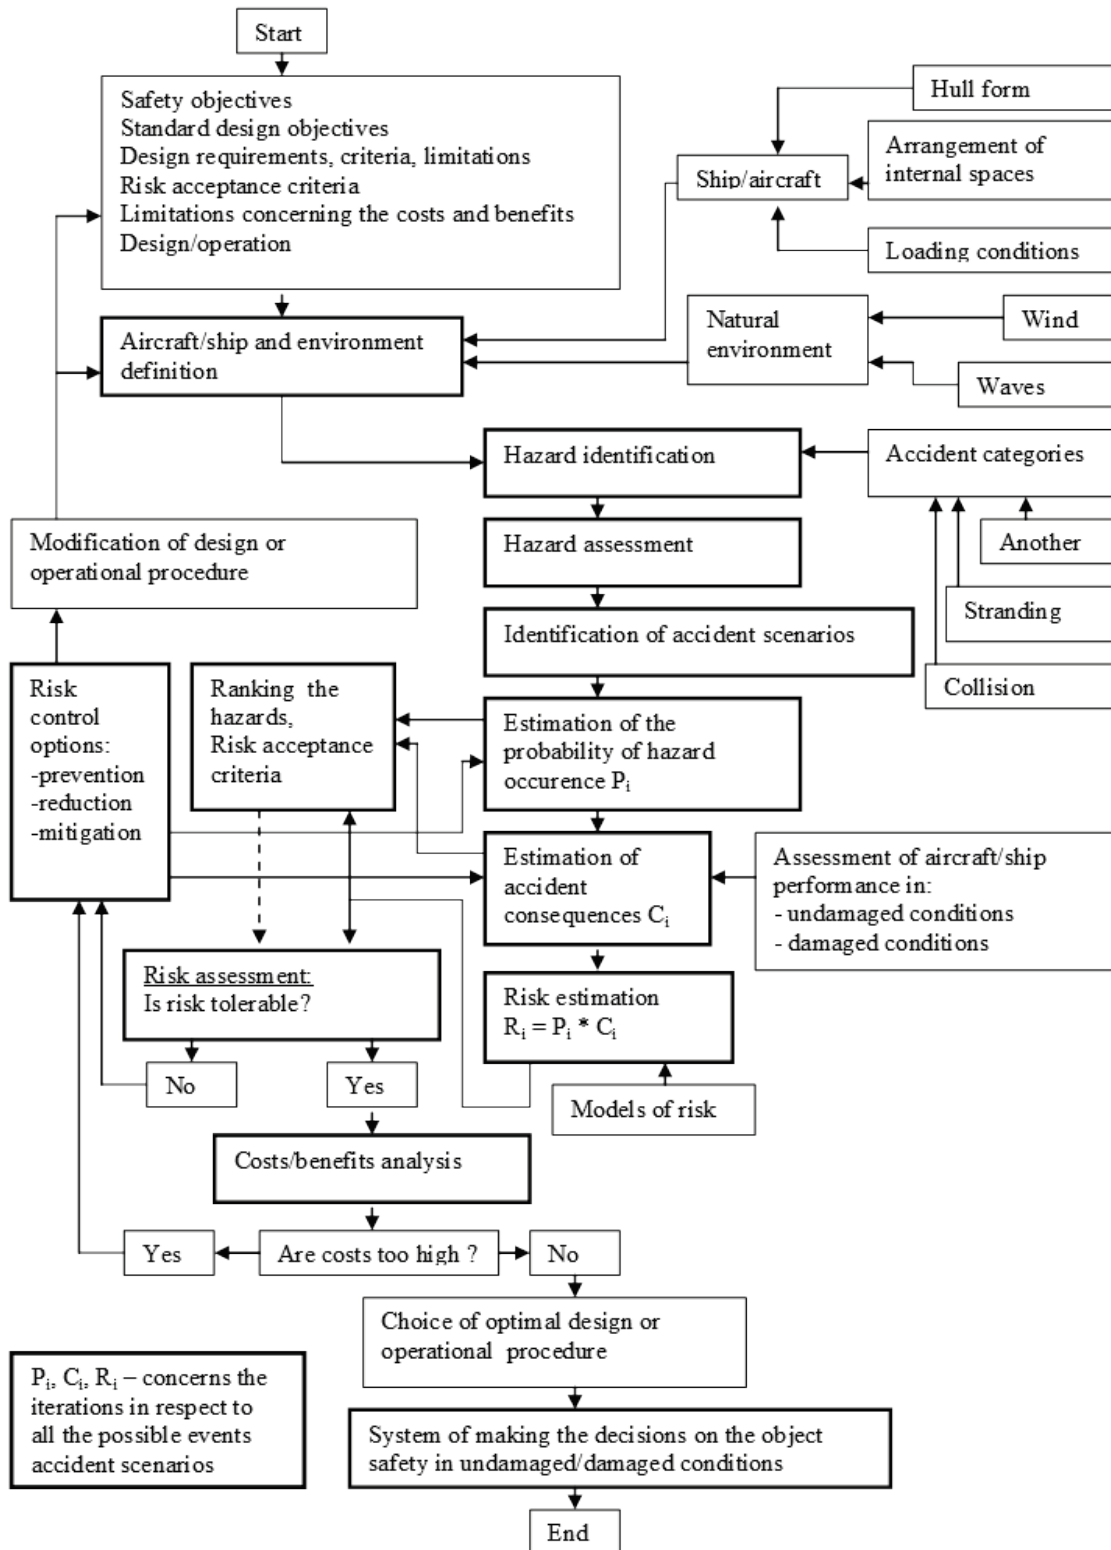 Start
Safety objectives
Standard design objectives
Design requirements, criteria, limitations
Risk acceptance criteria
Limitations concerning the costs and benefits
Design/operation
Hull form
Arrangement of
internal spaces
Ship/aircraft
Loading conditions
Aircraft/ship and environment
definition
Natural
environment
Wind
Waves
Hazard identification
Accident categories
Modification of design or
operational procedure
Hazard assessment
Another
Stranding
Identification of accident scenarios
Collision
Risk
control
options:
-prevention
-reduction
-mitigation
Ranking the
hazards,
Risk acceptance
criteria
Estimation of the
probability of hazard
occurence Pi
Estimation of
accident
consequences Ci
Assessment of aircraft/ship
performance in:
- undamaged conditions
- damaged conditions
Risk assessment:
Is risk tolerable?
Risk estimation
Ri = Pi * Ci
No
Yes
Models of risk
Costs/benefits analysis
Yes
Are costs too high ?
No
Choice of optimal design or
operational procedure
Pi, Ci, Ri – concerns the
iterations in respect to
all the possible events
accident scenarios
System of making the decisions on the object
safety in undamaged/damaged conditions
End